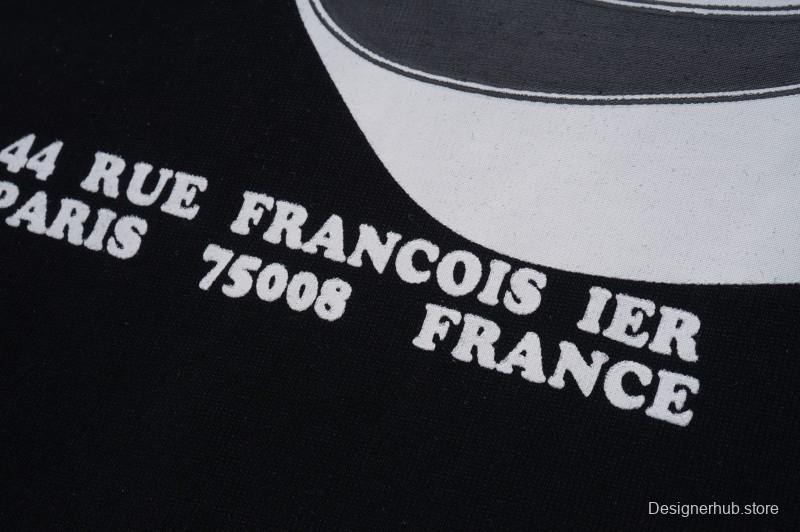 44 RUE FRANCOIS IER
PARIS 75008 FRANCE
Designerhub.store